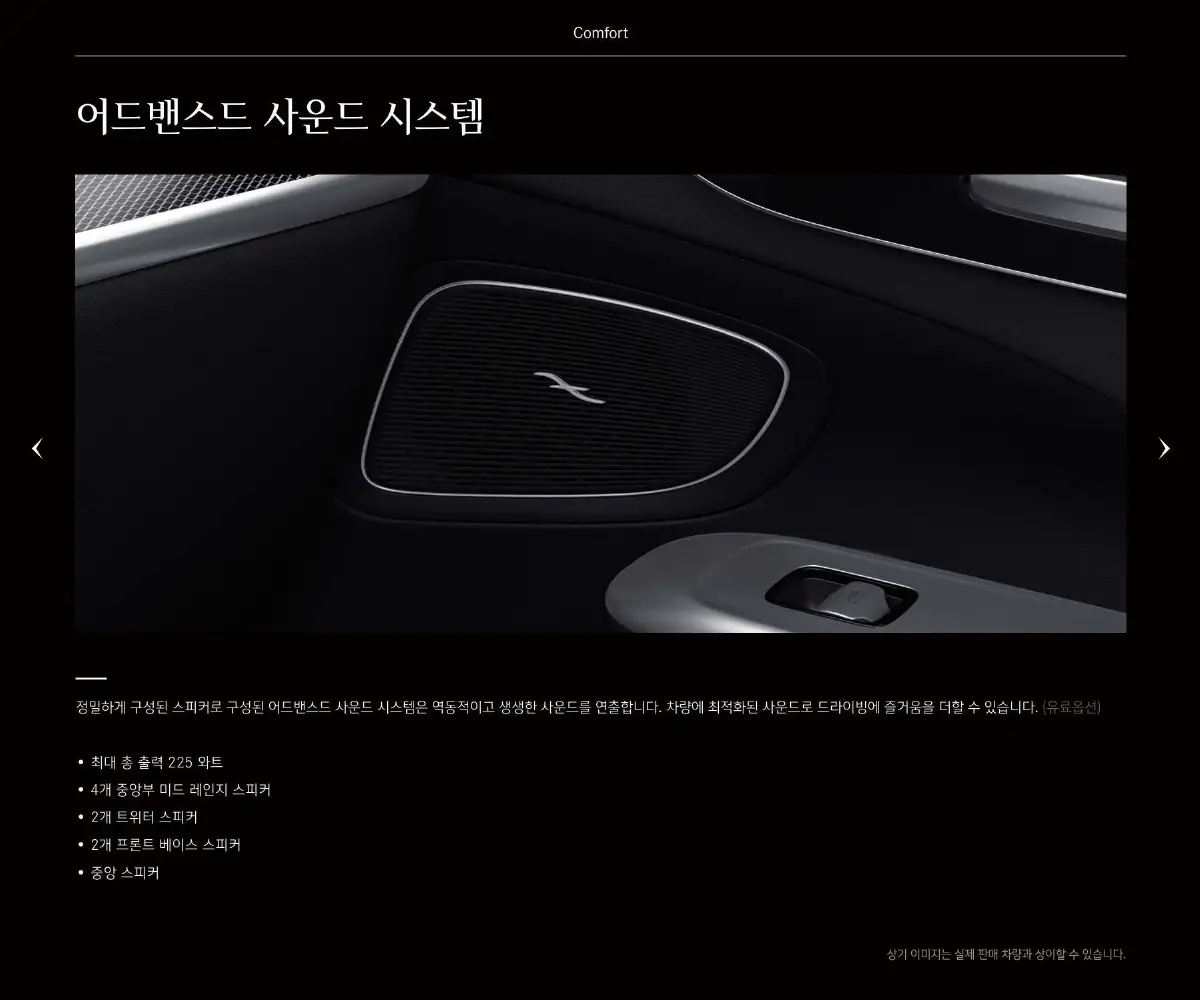 Comfort
어드밴스드 사운드 시스템
정밀하게 구성된 스피커로 구성된 어드밴스드 사운드 시스템은 역동적이고 생생한 사운드를 연출합니다. 차량에 최적화된 사운드로 드라이빙에 즐거움을 더할 수 있습니다. (유료옵션)
• 최대 총 출력 225 와트
• 4개 중앙부 미드 레인지 스피커
• 2개 트위터 스피커
• 2개 프론트 베이스 스피커
• 중앙 스피커
상기 이미지는 실제 판매 차량과 상이할 수 있습니다.